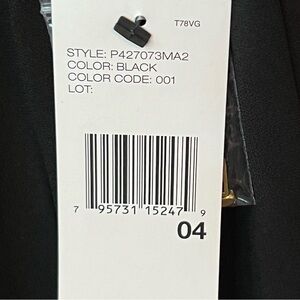 T78VG
STYLE: P427073MA2
COLOR: BLACK
COLOR CODE: 001
LOT:
7 95731 15247 9
04